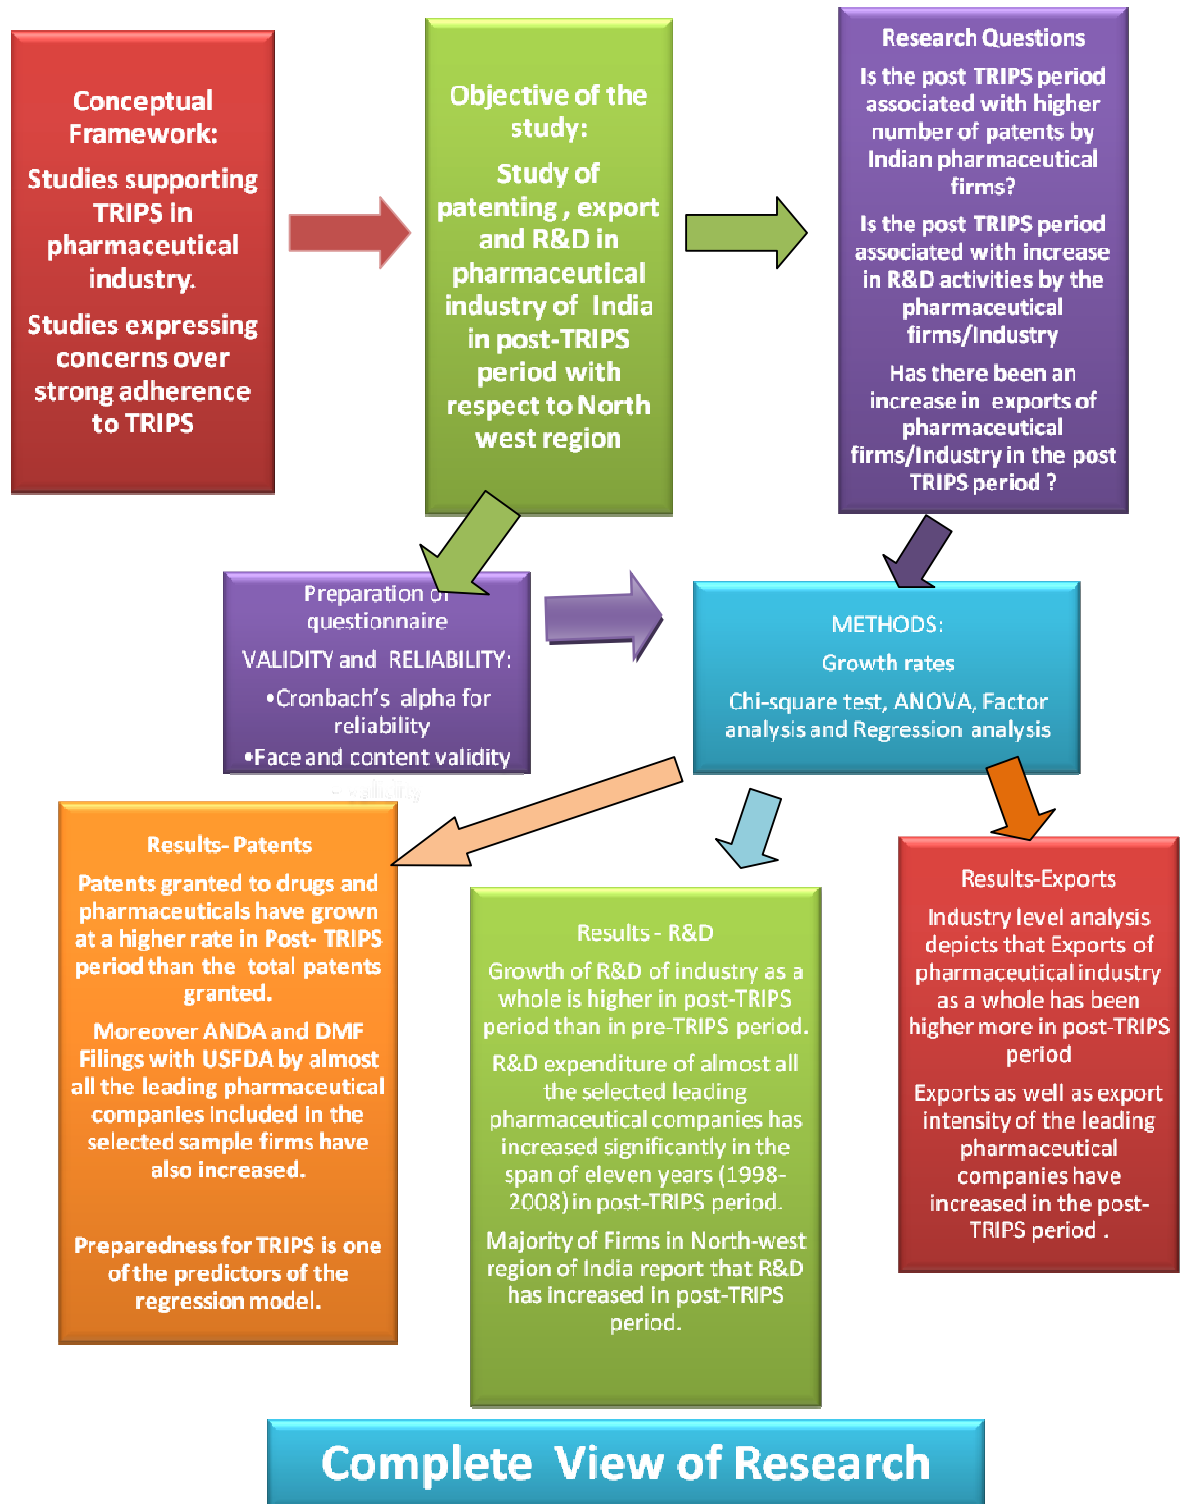 Conceptual
Framework:
Studies supporting
TRIPS in
pharmaceutical
industry.
Studies expressing
concerns over
strong adherence
to TRIPS
Objective of the
study:
Study of
patenting , export
and R&D in
pharmaceutical
industry of India
in post-TRIPS
period with
respect to North
west region
Research Questions
Is the post TRIPS period
associated with higher
number of patents by
Indian pharmaceutical
firms?
Is the post TRIPS period
associated with increase
in R&D activities by the
pharmaceutical
firms/Industry
Has there been an
increase in exports of
pharmaceutical
firms/Industry in the post
TRIPS period ?
Preparation of
questionnaire
VALIDITY and RELIABILITY:
•Cronbach's alpha for
reliability
•Face and content validity
- validity
METHODS:
Growth rates
Chi-square test, ANOVA, Factor
analysis and Regression analysis
Results- Patents
Patents granted to drugs and
pharmaceuticals have grown
at a higher rate in Post- TRIPS
period than the total patents
granted.
Moreover ANDA and DMF
Filings with USFDA by almost
all the leading pharmaceutical
companies included in the
selected sample firms have
also increased.
Preparedness for TRIPS is one
of the predictors of the
regression model.
Results - R&D
Growth of R&D of industry as a
whole is higher in post-TRIPS
period than in pre-TRIPS period.
R&D expenditure of almost all
the selected leading
pharmaceutical companies has
increased significantly in the
span of eleven years (1998-
2008) in post-TRIPS period.
Majority of Firms in North-west
region of India report that R&D
has increased in post-TRIPS
period.
Results-Exports
Industry level analysis
depicts that Exports of
pharmaceutical industry
as a whole has been
higher more in post-TRIPS
period
Exports as well as export
intensity of the leading
pharmaceutical
companies have
increased in the post-
TRIPS period .
Complete View of Research